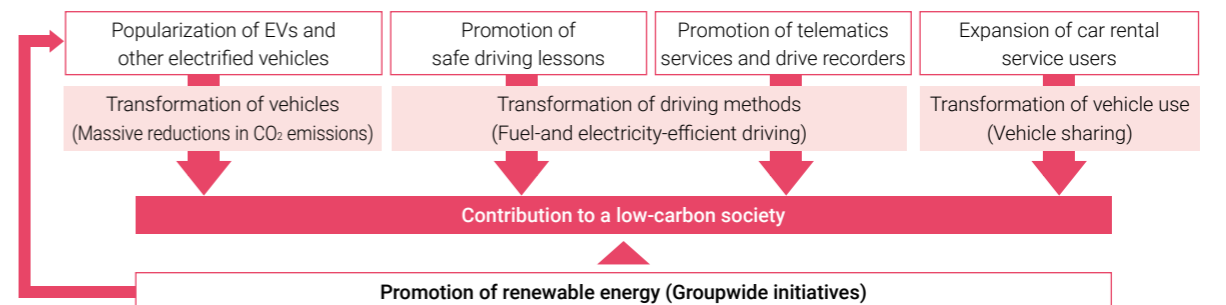 Popularization of EVs and
other electrified vehicles
Promotion of
safe driving lessons
Promotion of telematics
services and drive recorders
Expansion of car rental
service users
Transformation of vehicles
(Massive reductions in CO₂ emissions)
Transformation of driving methods
(Fuel-and electricity-efficient driving)
Transformation of vehicle use
(Vehicle sharing)
Contribution to a low-carbon society
Promotion of renewable energy (Groupwide initiatives)